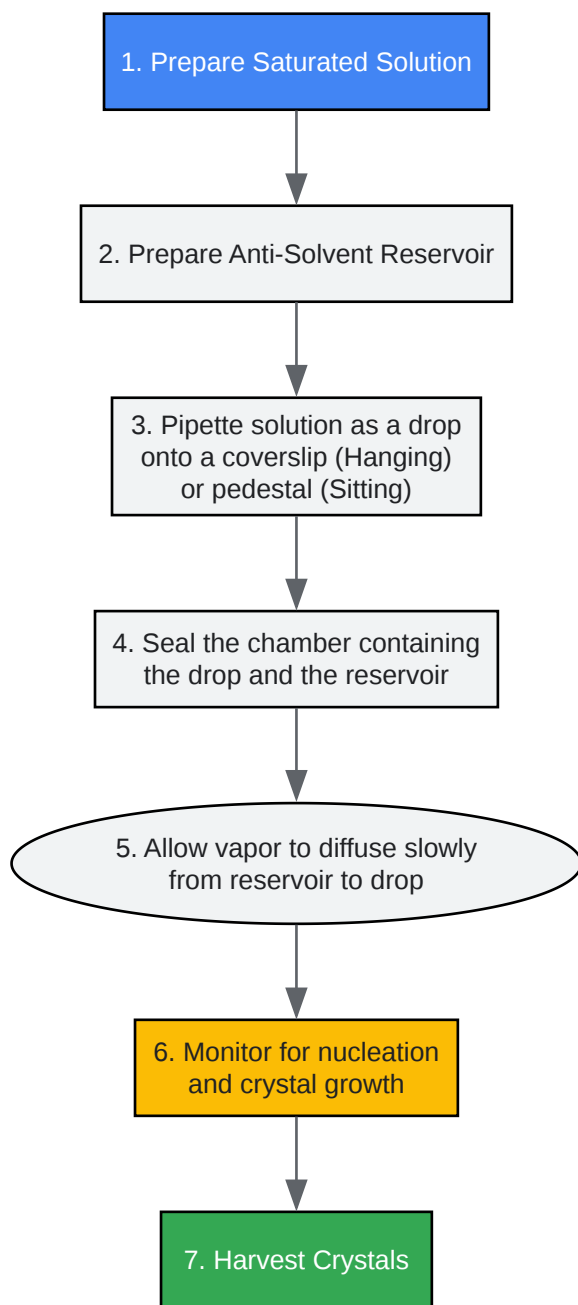 1. Prepare Saturated Solution
2. Prepare Anti-Solvent Reservoir
3. Pipette solution as a drop
onto a coverslip (Hanging)
or pedestal (Sitting)
4. Seal the chamber containing
the drop and the reservoir
5. Allow vapor to diffuse slowly
from reservoir to drop
6. Monitor for nucleation
and crystal growth
7. Harvest Crystals